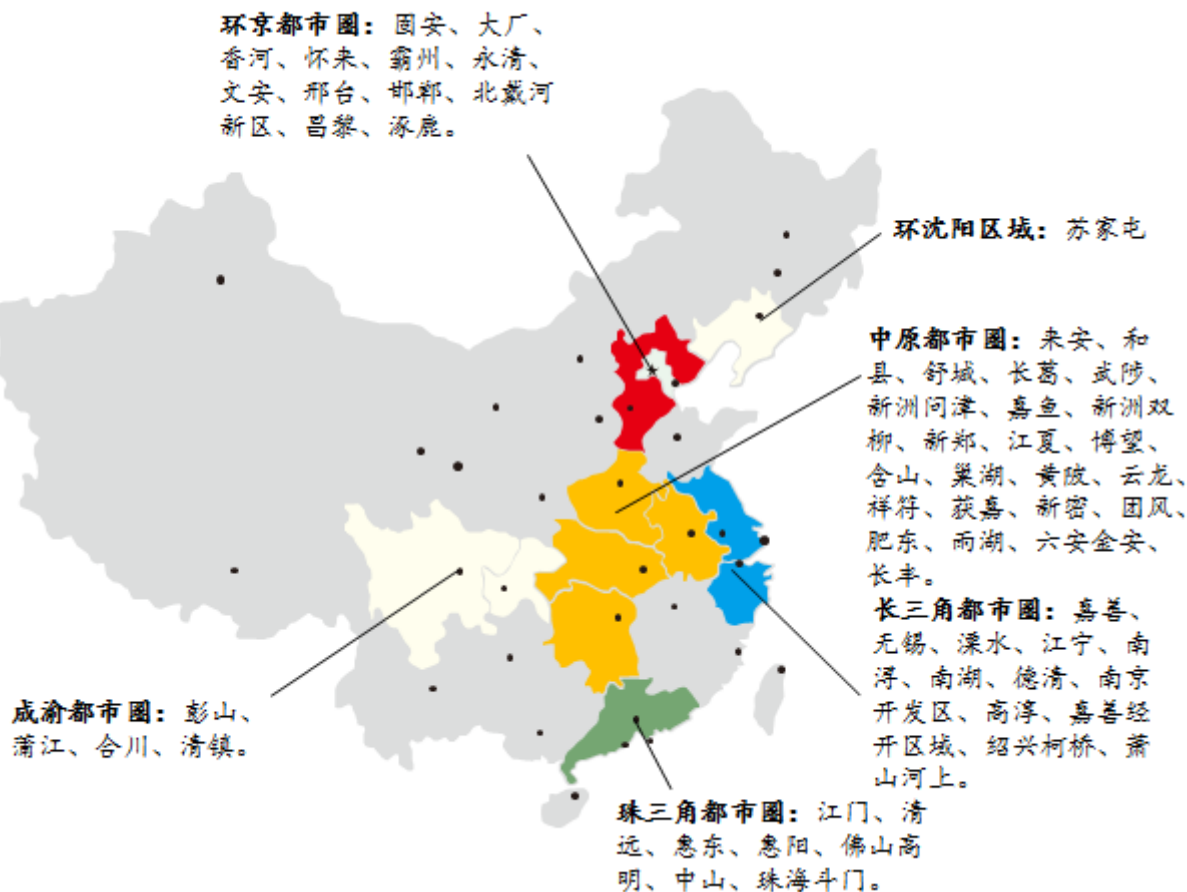 环京都市圈：固安、大厂、
香河、怀来、霸州、永清、
文安、邢台、邯郸、北戴河
新区、昌黎、涿鹿。
环沈阳区域：苏家屯
中原都市圈：来安、和
县、舒城、长葛、武陟、
新洲问津、嘉鱼、新洲双
柳、新郑、江夏、博望、
含山、巢湖、黄陂、云龙、
祥符、获嘉、新密、团风、
肥东、雨湖、六安金安、
长丰。
长三角都市圈：嘉善、
无锡、溧水、江宁、南
浔、南湖、德清、南京
开发区、高淳、嘉善经
开区域、绍兴柯桥、萧
山河上。
成渝都市圈：彭山、
蒲江、合川、清镇。
珠三角都市圈：江门、清
远、惠东、惠阳、佛山高
明、中山、珠海斗门。